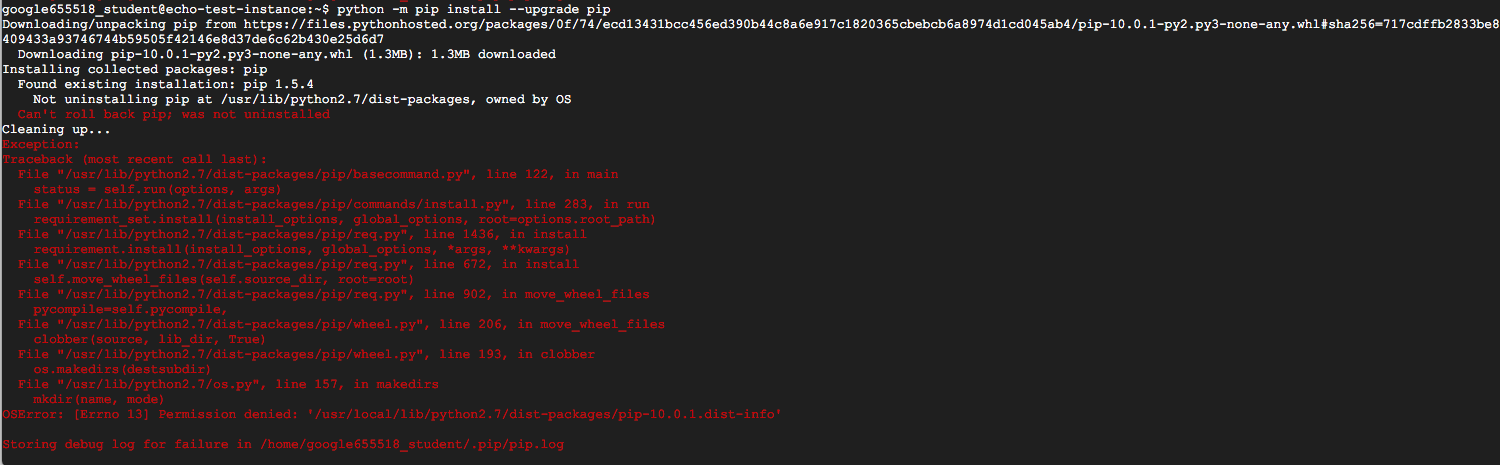 google655518_student@echo-test-instance:~$ python -m pip install --upgrade pip
Downloading/unpacking pip from https://files.pythonhosted.org/packages/0f/74/ecd13431bcc456ed390b44c8a6e917c1820365cbebcb6a8974d1cd045ab4/pip-10.0.1-py2.py3-none-any.whl#sha256=717cdffb2833be8
409433a93746744b59505f42146e8d37de6c62b430e25d6d7
  Downloading pip-10.0.1-py2.py3-none-any.whl (1.3MB): 1.3MB downloaded
Installing collected packages: pip
  Found existing installation: pip 1.5.4
    Not uninstalling pip at /usr/lib/python2.7/dist-packages, owned by OS
  Can't roll back pip; was not uninstalled
Cleaning up...
Exception:
Traceback (most recent call last):
  File "/usr/lib/python2.7/dist-packages/pip/basecommand.py", line 122, in main
    status = self.run(options, args)
  File "/usr/lib/python2.7/dist-packages/pip/commands/install.py", line 283, in run
    requirement_set.install(install_options, global_options, root=options.root_path)
  File "/usr/lib/python2.7/dist-packages/pip/req.py", line 1436, in install
    requirement.install(install_options, global_options, *args, **kwargs)
  File "/usr/lib/python2.7/dist-packages/pip/req.py", line 672, in install
    self.move_wheel_files(self.source_dir, root=root)
  File "/usr/lib/python2.7/dist-packages/pip/req.py", line 902, in move_wheel_files
    pycompile=self.pycompile,
  File "/usr/lib/python2.7/dist-packages/pip/wheel.py", line 206, in move_wheel_files
    clobber(source, lib_dir, True)
  File "/usr/lib/python2.7/dist-packages/pip/wheel.py", line 193, in clobber
    os.makedirs(destsubdir)
  File "/usr/lib/python2.7/os.py", line 157, in makedirs
    mkdir(name, mode)
OSError: [Errno 13] Permission denied: '/usr/local/lib/python2.7/dist-packages/pip-10.0.1.dist-info'
Storing debug log for failure in /home/google655518_student/.pip/pip.log